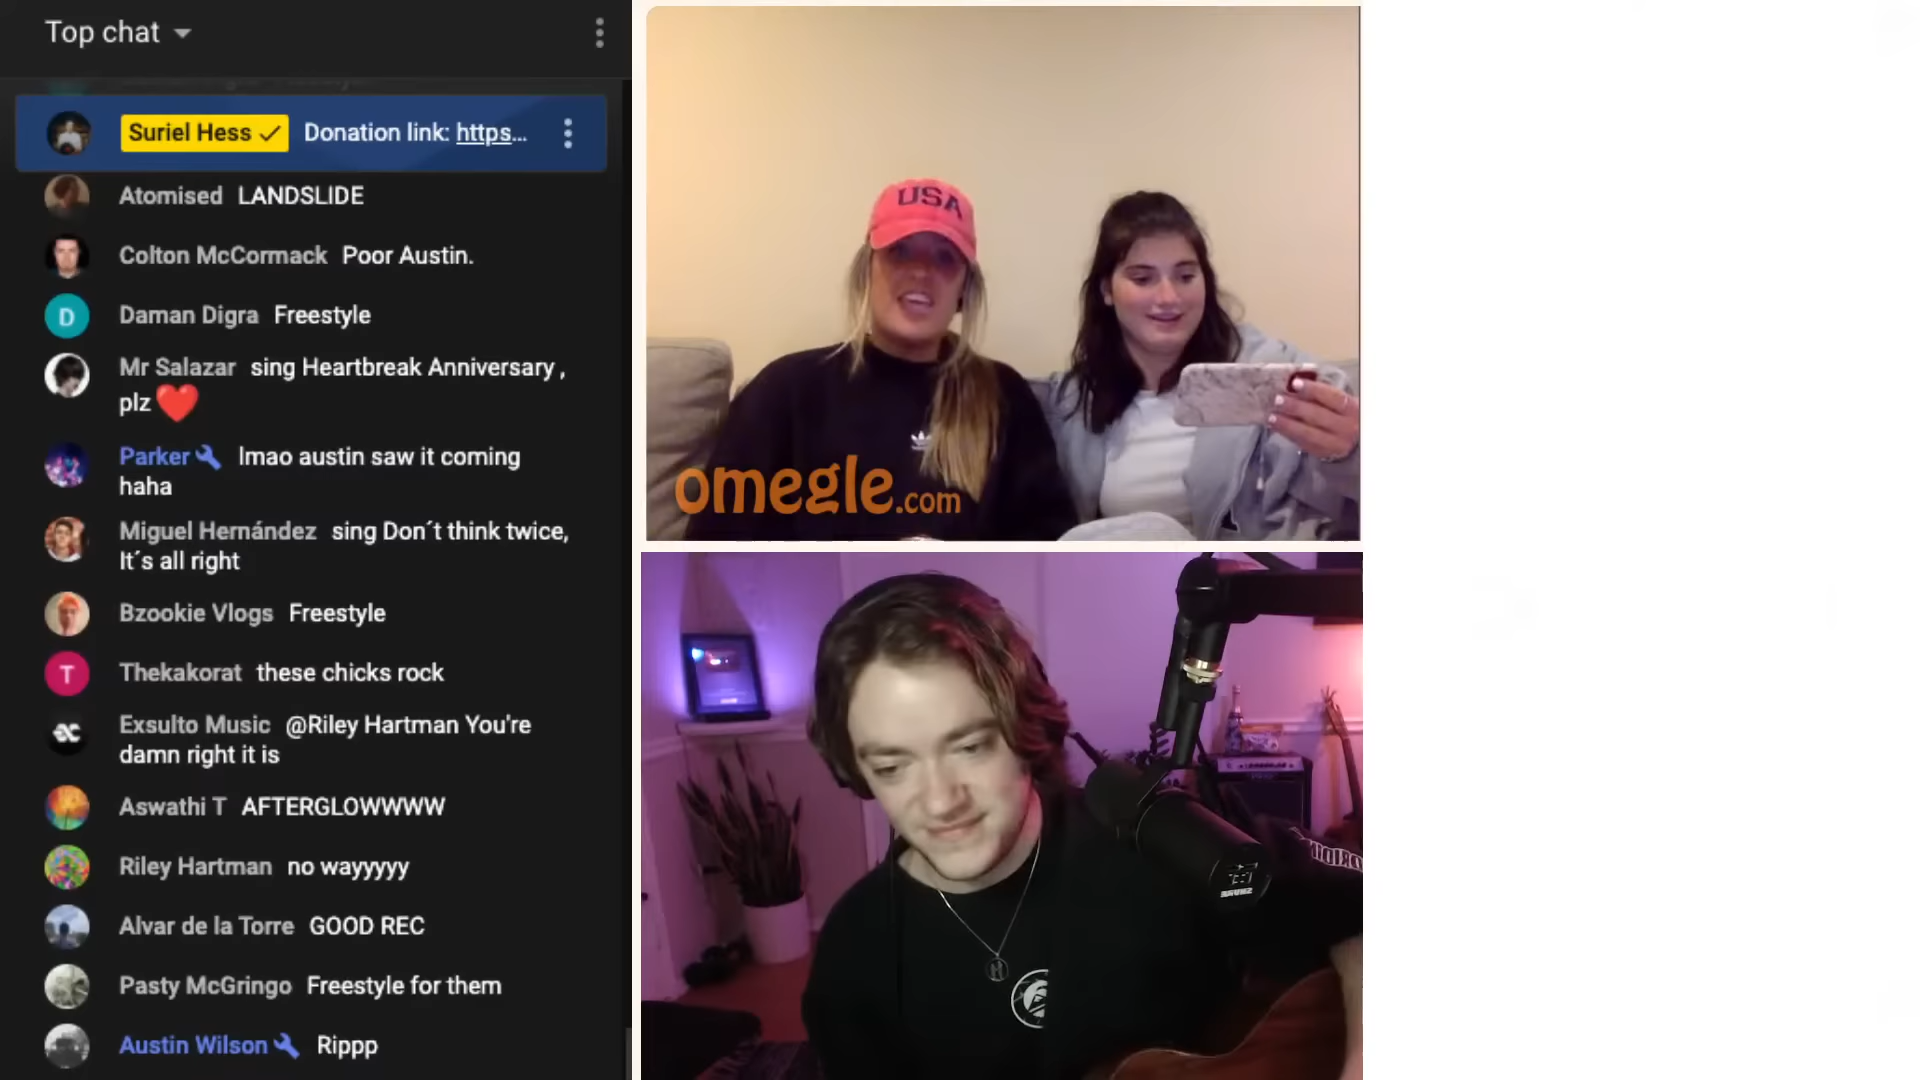 Top chat
Suriel Hess Donation link: https...
Atomised LANDSLIDE
Colton McCormack Poor Austin.
D
Daman Digra Freestyle
Mr Salazar sing Heartbreak Anniversary ,
plz
Parker lmao austin saw it coming
haha
Miguel Hernández sing Don´t think twice,
It´s all right
Bzookie Vlogs Freestyle
T
Thekakorat these chicks rock
Exsulto Music @Riley Hartman You're
damn right it is
Aswathi T AFTERGLOWWWW
Riley Hartman no wayyyyy
Alvar de la Torre GOOD REC
Pasty McGringo Freestyle for them
Austin Wilson Rippp
USA
omegle.com